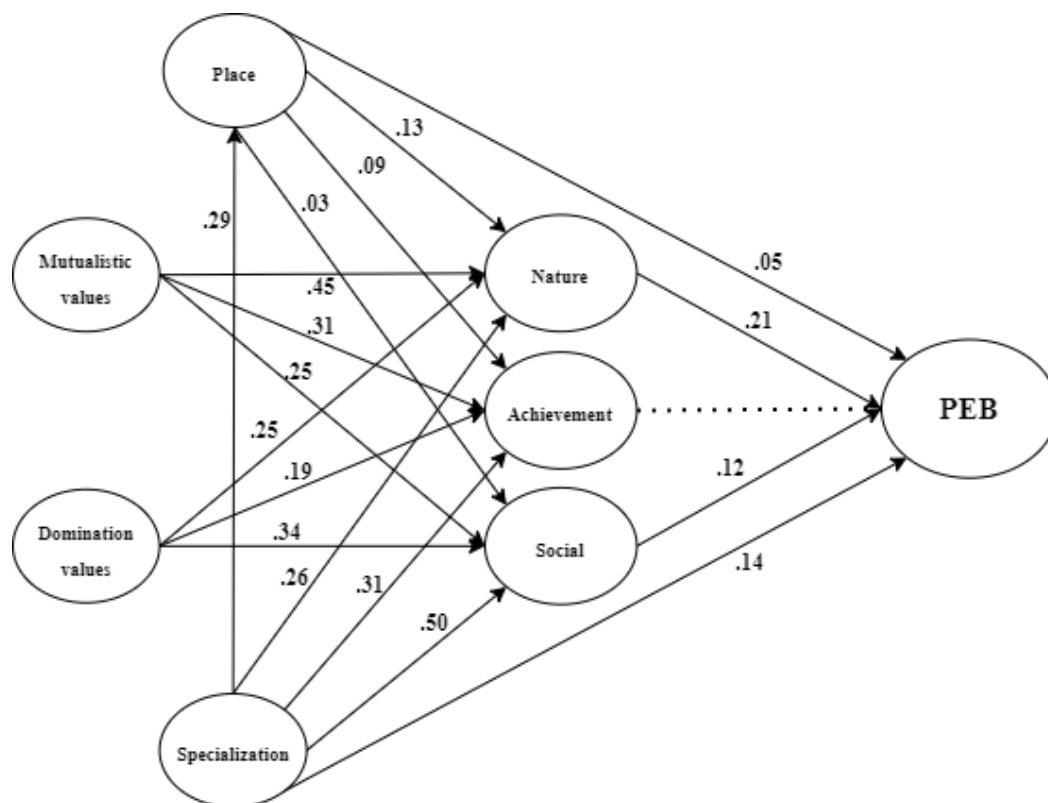 Place
.13
.09
.29
.03
Mutualistic
values
Nature
.05
.45
.21
.31
.25
Achievement
PEB
.25
.19
.12
Domination
values
.34
Social
.26
.31
.14
.50
Specialization